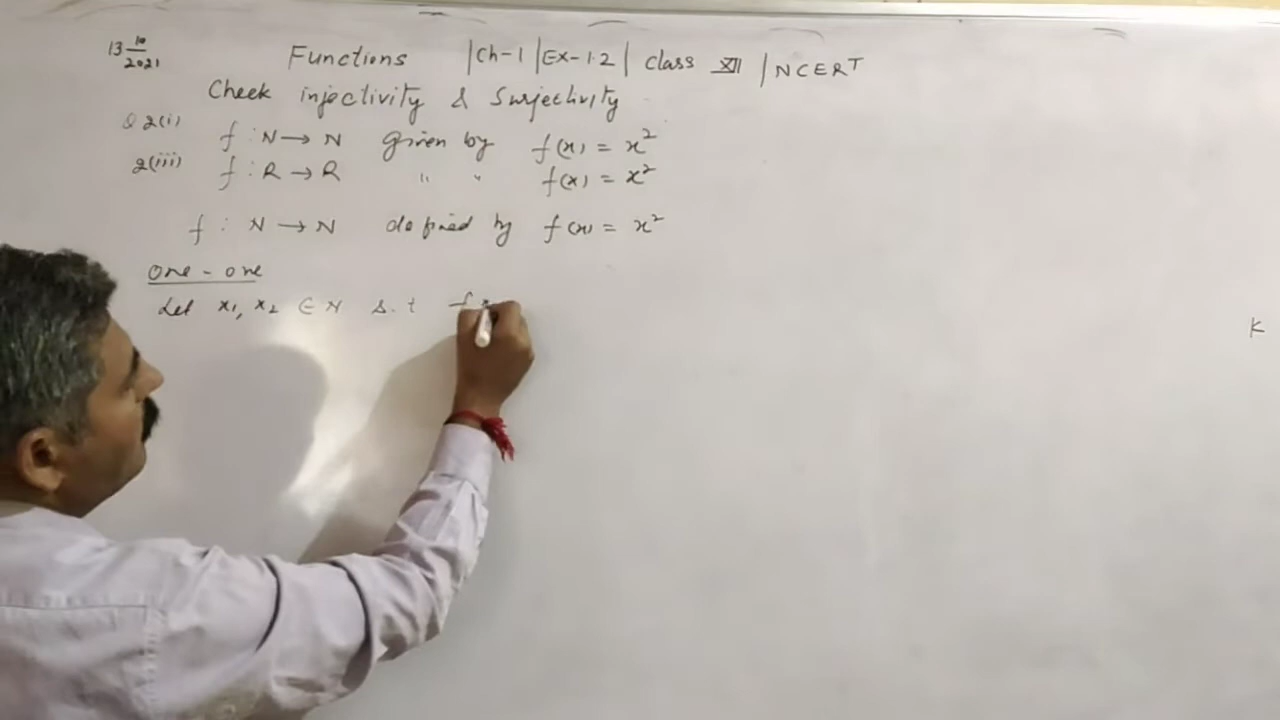 13 10/2021 Functions |Ch-1|Ex-1.2| Class XII |NCERT
Check injectivity & Surjectivity
Q 2(i) f : N → N given by f(x) = x²
2(iii) f : R → R " " f(x) = x²
f : N → N defined by f(x) = x²
One-one
Let x₁, x₂ ∈ N s.t f x
K